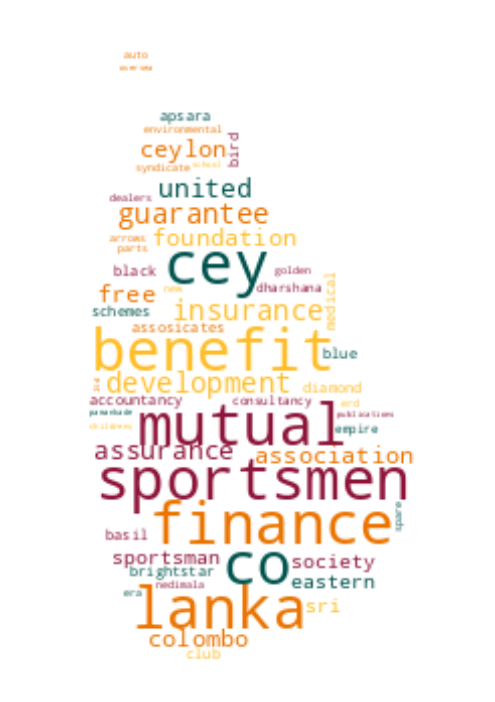 auto
apsara
environmental
ceylon
bird
syndicate school
united
dealers
guarantee
arrows
foundation
parts
cey
black
golden
free
new
dharshana
schemes
insurance
medical
assosicates
benefit
blue
development
diamond
accountancy
consultancy
erd
mutual
publications
childrens
empire
assurance
association
sportsmen
finance
spare
basil
sportsman
co
society
brightstar
eastern
nedimala
era
lanka
sri
colombo
club